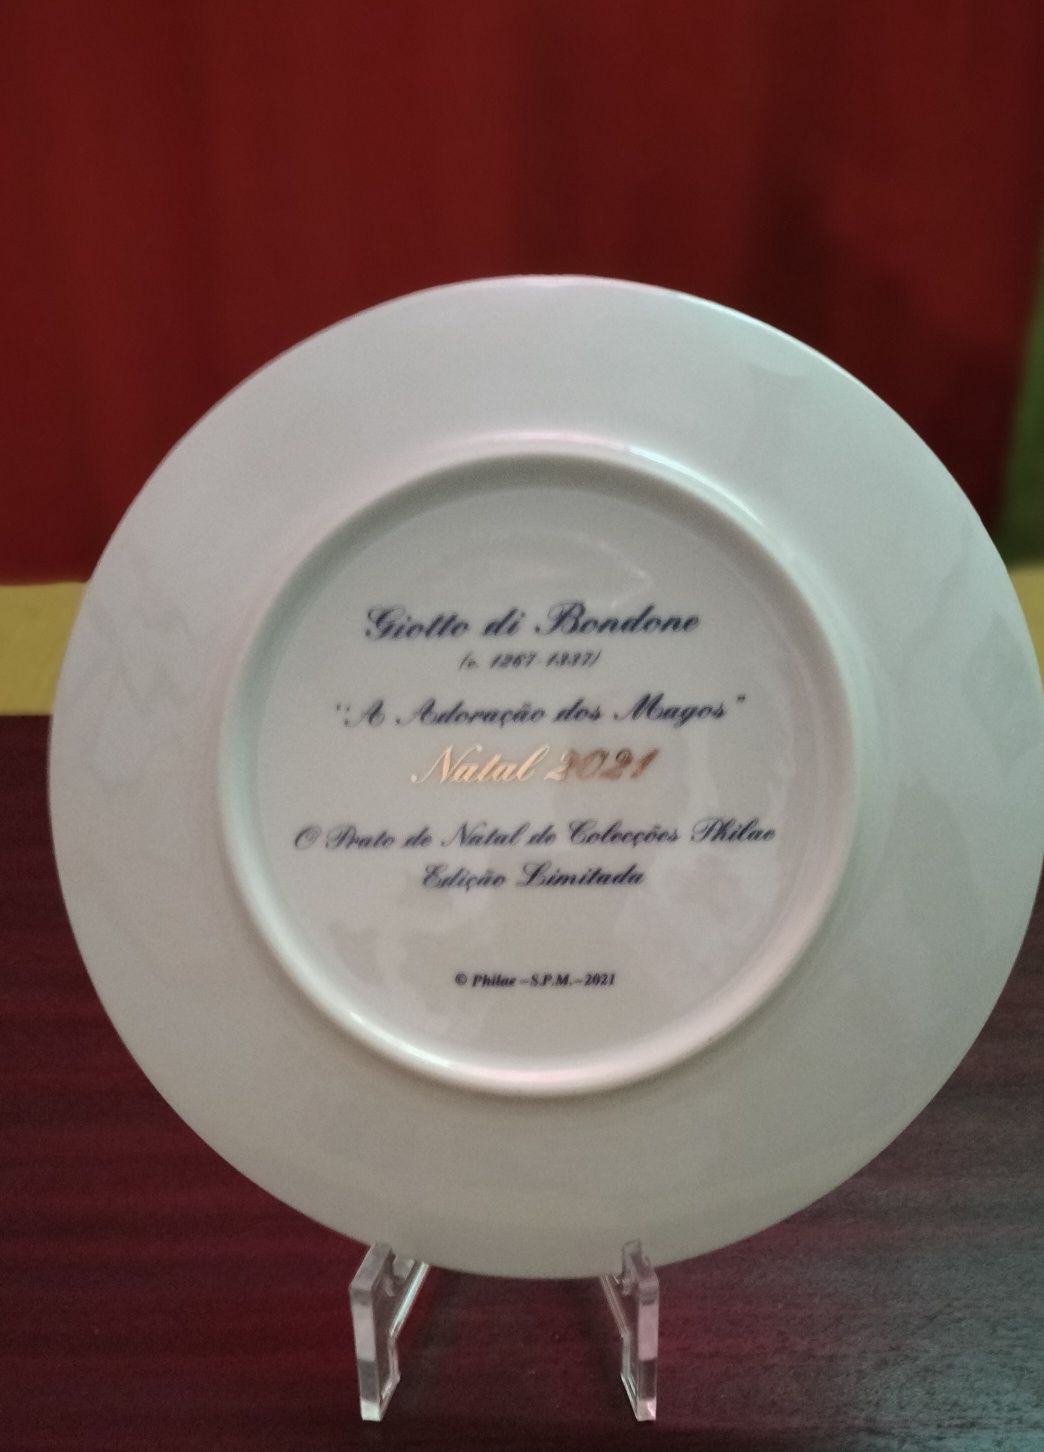 Giotto di Bondone
(c. 1267-1337)
"A Adoração dos Magos"
Natal 2021
O Prato de Natal de Colecções Philae
Edição Limitada
© Philae -S.P.M.-2021